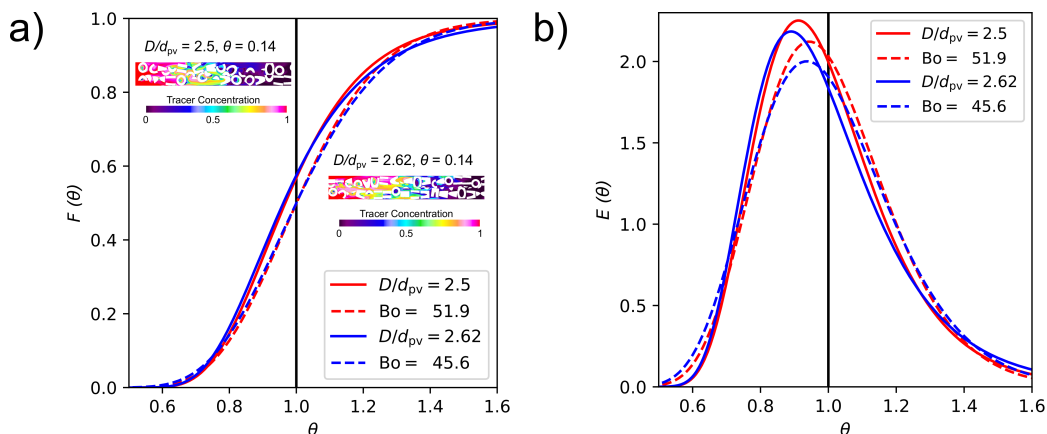 a)
F (θ)
1.0
0.8
0.6
0.4
0.2
0.0
D/dpv = 2.5, θ = 0.14
Tracer Concentration
0 0.5 1
D/dpv = 2.62, θ = 0.14
Tracer Concentration
0 0.5 1
D/dpv = 2.5
Bo = 51.9
D/dpv = 2.62
Bo = 45.6
0.6 0.8 1.0 1.2 1.4 1.6
θ
b)
E (θ)
2.0
1.5
1.0
0.5
0.0
D/dpv = 2.5
Bo = 51.9
D/dpv = 2.62
Bo = 45.6
0.6 0.8 1.0 1.2 1.4 1.6
θ